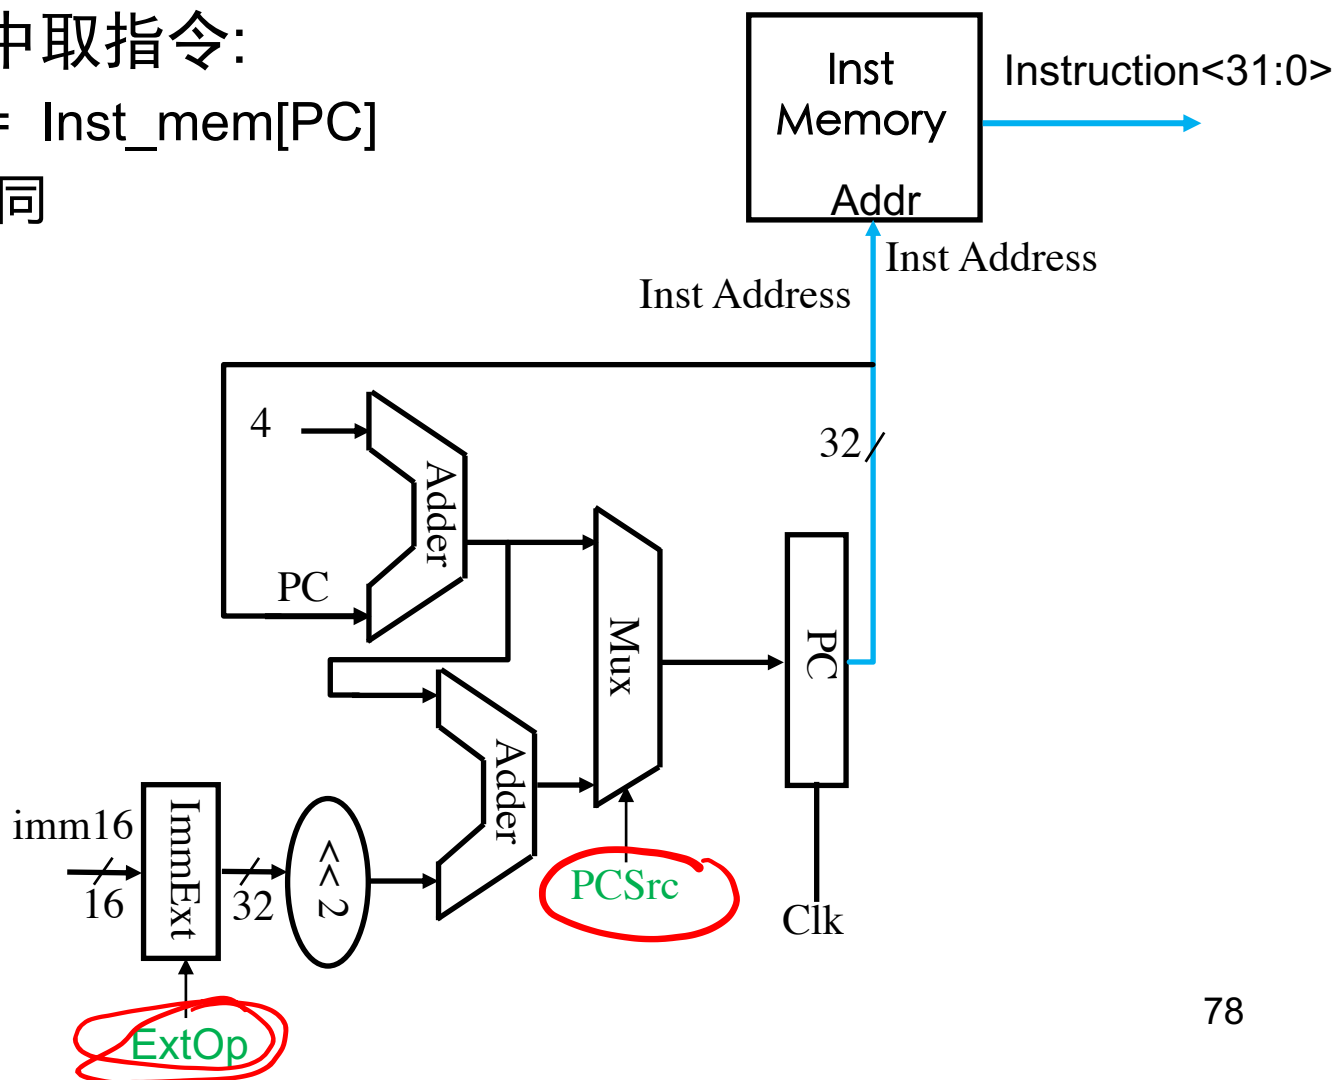 中取指令:
= Inst_mem[PC]
同
Inst
Memory
Addr
Instruction<31:0>
Inst Address
Inst Address
32
4
Adder
PC
Mux
PC
Adder
imm16
16
ImmExt
32
<<2
PCSrc
Clk
ExtOp
78